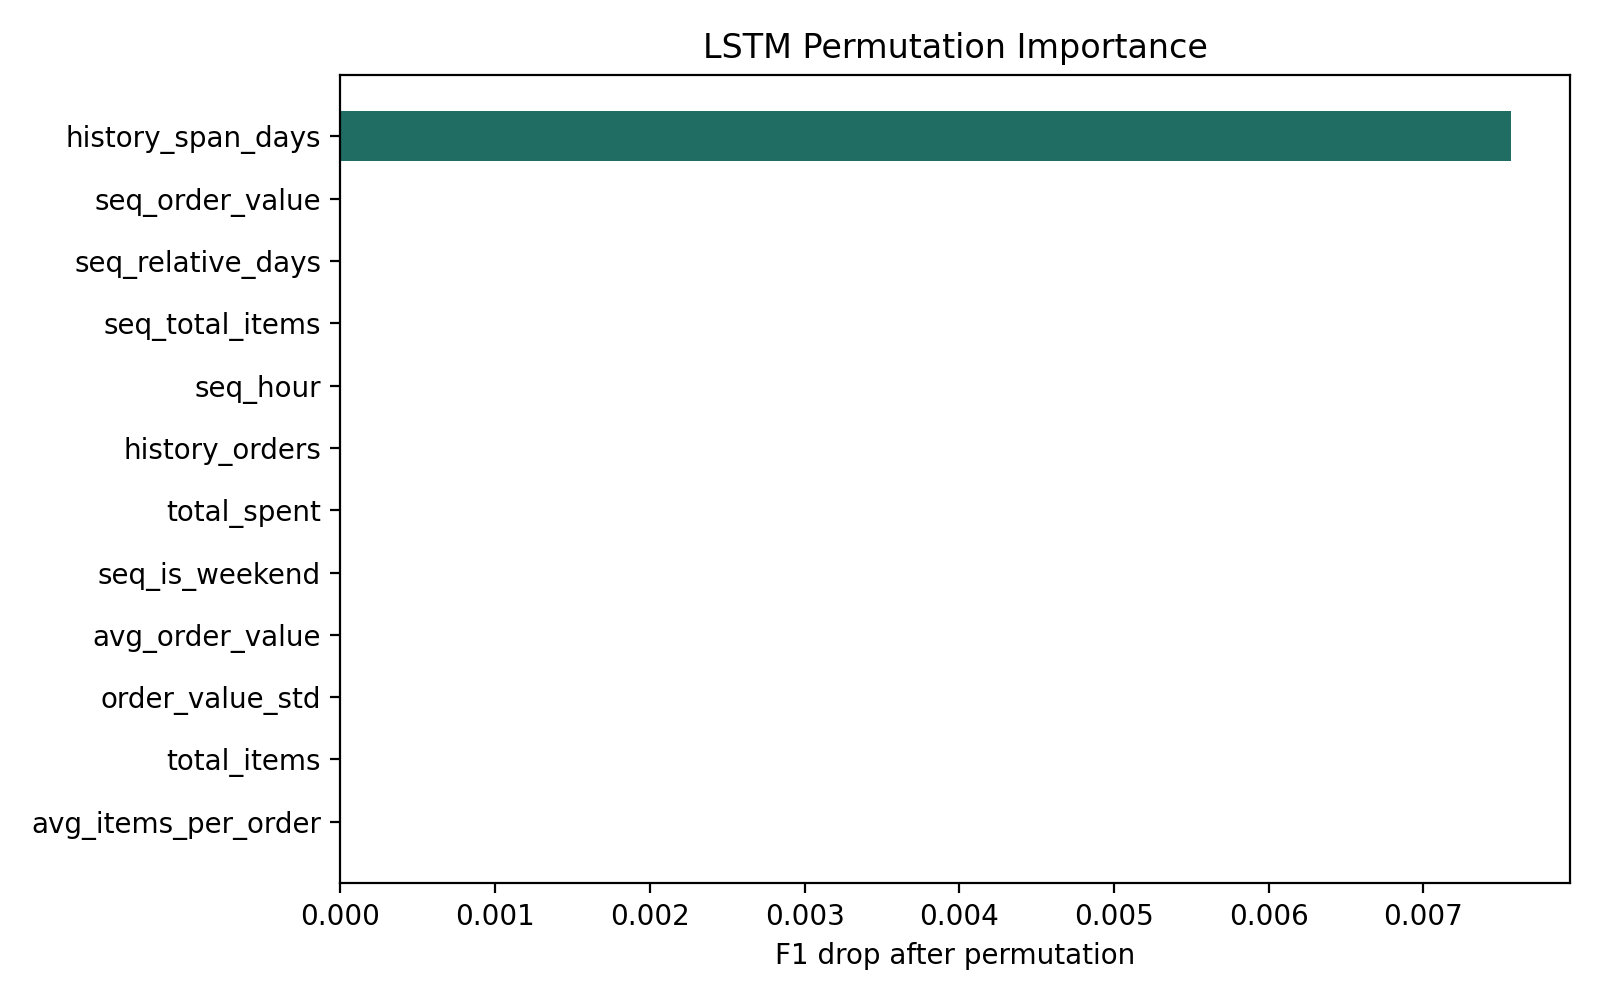 LSTM Permutation Importance
history_span_days
seq_order_value
seq_relative_days
seq_total_items
seq_hour
history_orders
total_spent
seq_is_weekend
avg_order_value
order_value_std
total_items
avg_items_per_order
0.000 0.001 0.002 0.003 0.004 0.005 0.006 0.007
F1 drop after permutation